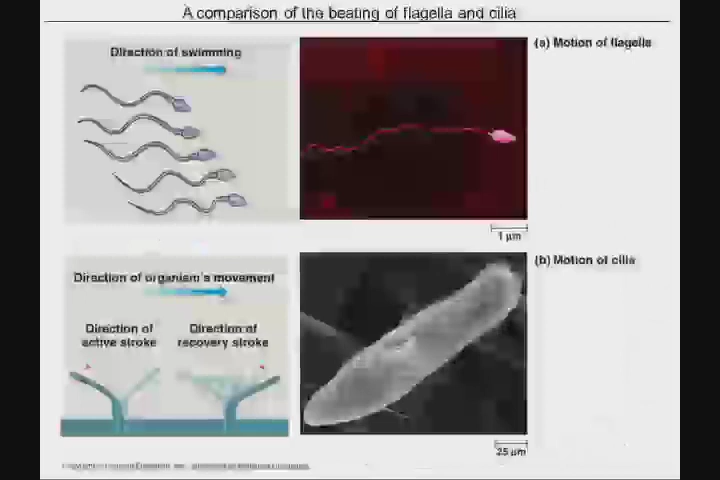 A comparison of the beating of flagella and cilia
Direction of swimming
(a) Motion of flagella
1 µm
(b) Motion of cilia
Direction of organism's movement
Direction of
active stroke
Direction of
recovery stroke
25 µm